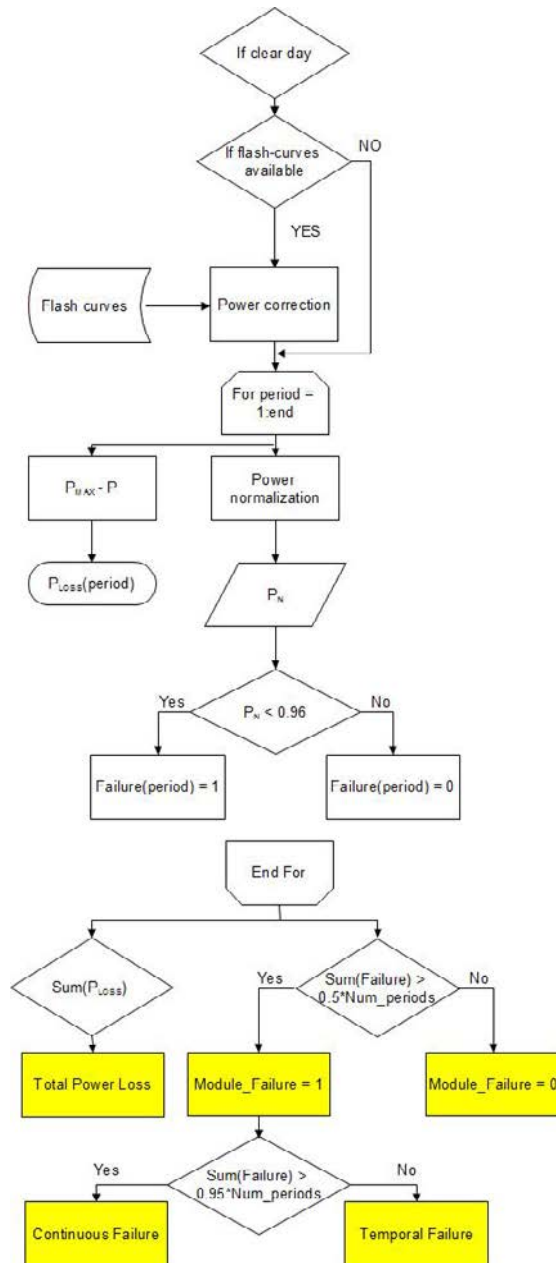 If clear day
If flash-curves
available
NO
YES
Flash curves
Power correction
For period =
1:end
PMAX - P
Power
normalization
PLoss(period)
PN
Yes
PN < 0.96
No
Failure(period) = 1
Failure(period) = 0
End For
Sum(PLoss)
Yes
Sum(Failure) >
0.5*Num_periods
No
Total Power Loss
Module_Failure = 1
Module_Failure = 0
Yes
Sum(Failure) >
0.95*Num_periods
No
Continuous Failure
Temporal Failure